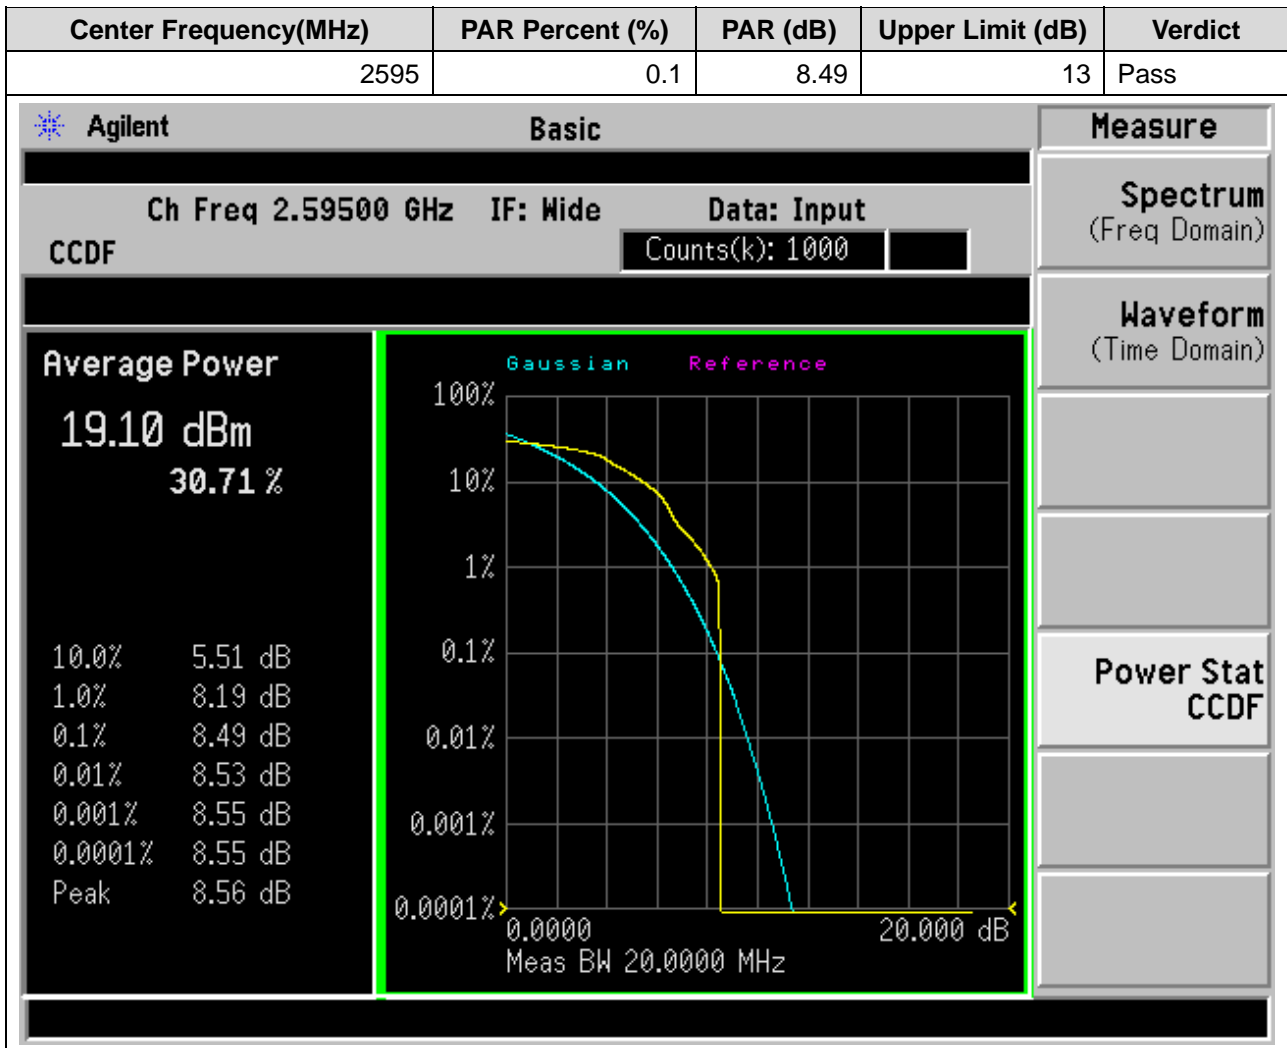 Center Frequency(MHz) PAR Percent (%) PAR (dB) Upper Limit (dB) Verdict
2595 0.1 8.49 13 Pass
Agilent Basic Measure
Ch Freq 2.59500 GHz IF: Wide Data: Input
CCDF Counts(k): 1000
Spectrum
(Freq Domain)
Waveform
(Time Domain)
Power Stat
CCDF
Average Power
19.10 dBm
30.71 %
10.0% 5.51 dB
1.0% 8.19 dB
0.1% 8.49 dB
0.01% 8.53 dB
0.001% 8.55 dB
0.0001% 8.55 dB
Peak 8.56 dB
Gaussian Reference
100%
10%
1%
0.1%
0.01%
0.001%
0.0001%
0.0000 20.000 dB
Meas BW 20.0000 MHz